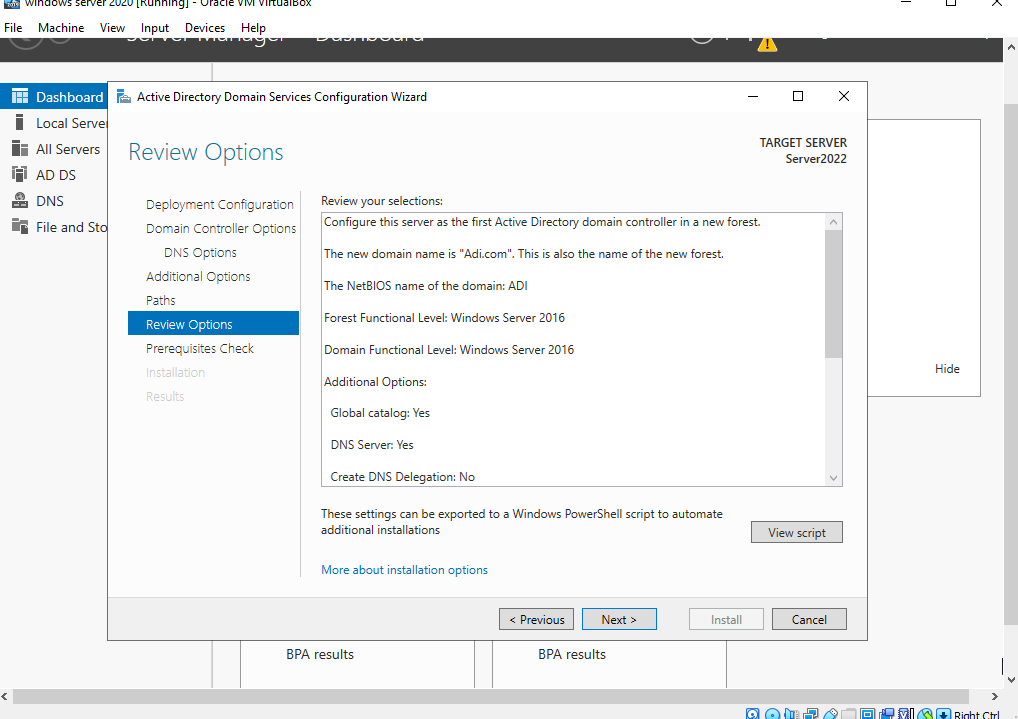 windows server 2020 [Running] - Oracle VM VirtualBox
File Machine View Input Devices Help
Server Manager Dashboard
Dashboard
Local Server
All Servers
AD DS
DNS
File and Sto
Active Directory Domain Services Configuration Wizard
Review Options
TARGET SERVER
Server2022
Deployment Configuration
Domain Controller Options
DNS Options
Additional Options
Paths
Review Options
Prerequisites Check
Installation
Results
Review your selections:
Configure this server as the first Active Directory domain controller in a new forest.
The new domain name is "Adi.com". This is also the name of the new forest.
The NetBIOS name of the domain: ADI
Forest Functional Level: Windows Server 2016
Domain Functional Level: Windows Server 2016
Additional Options:
Global catalog: Yes
DNS Server: Yes
Create DNS Delegation: No
These settings can be exported to a Windows PowerShell script to automate
additional installations
View script
More about installation options
< Previous
Next >
Install
Cancel
Hide
BPA results
BPA results
Right Ctrl